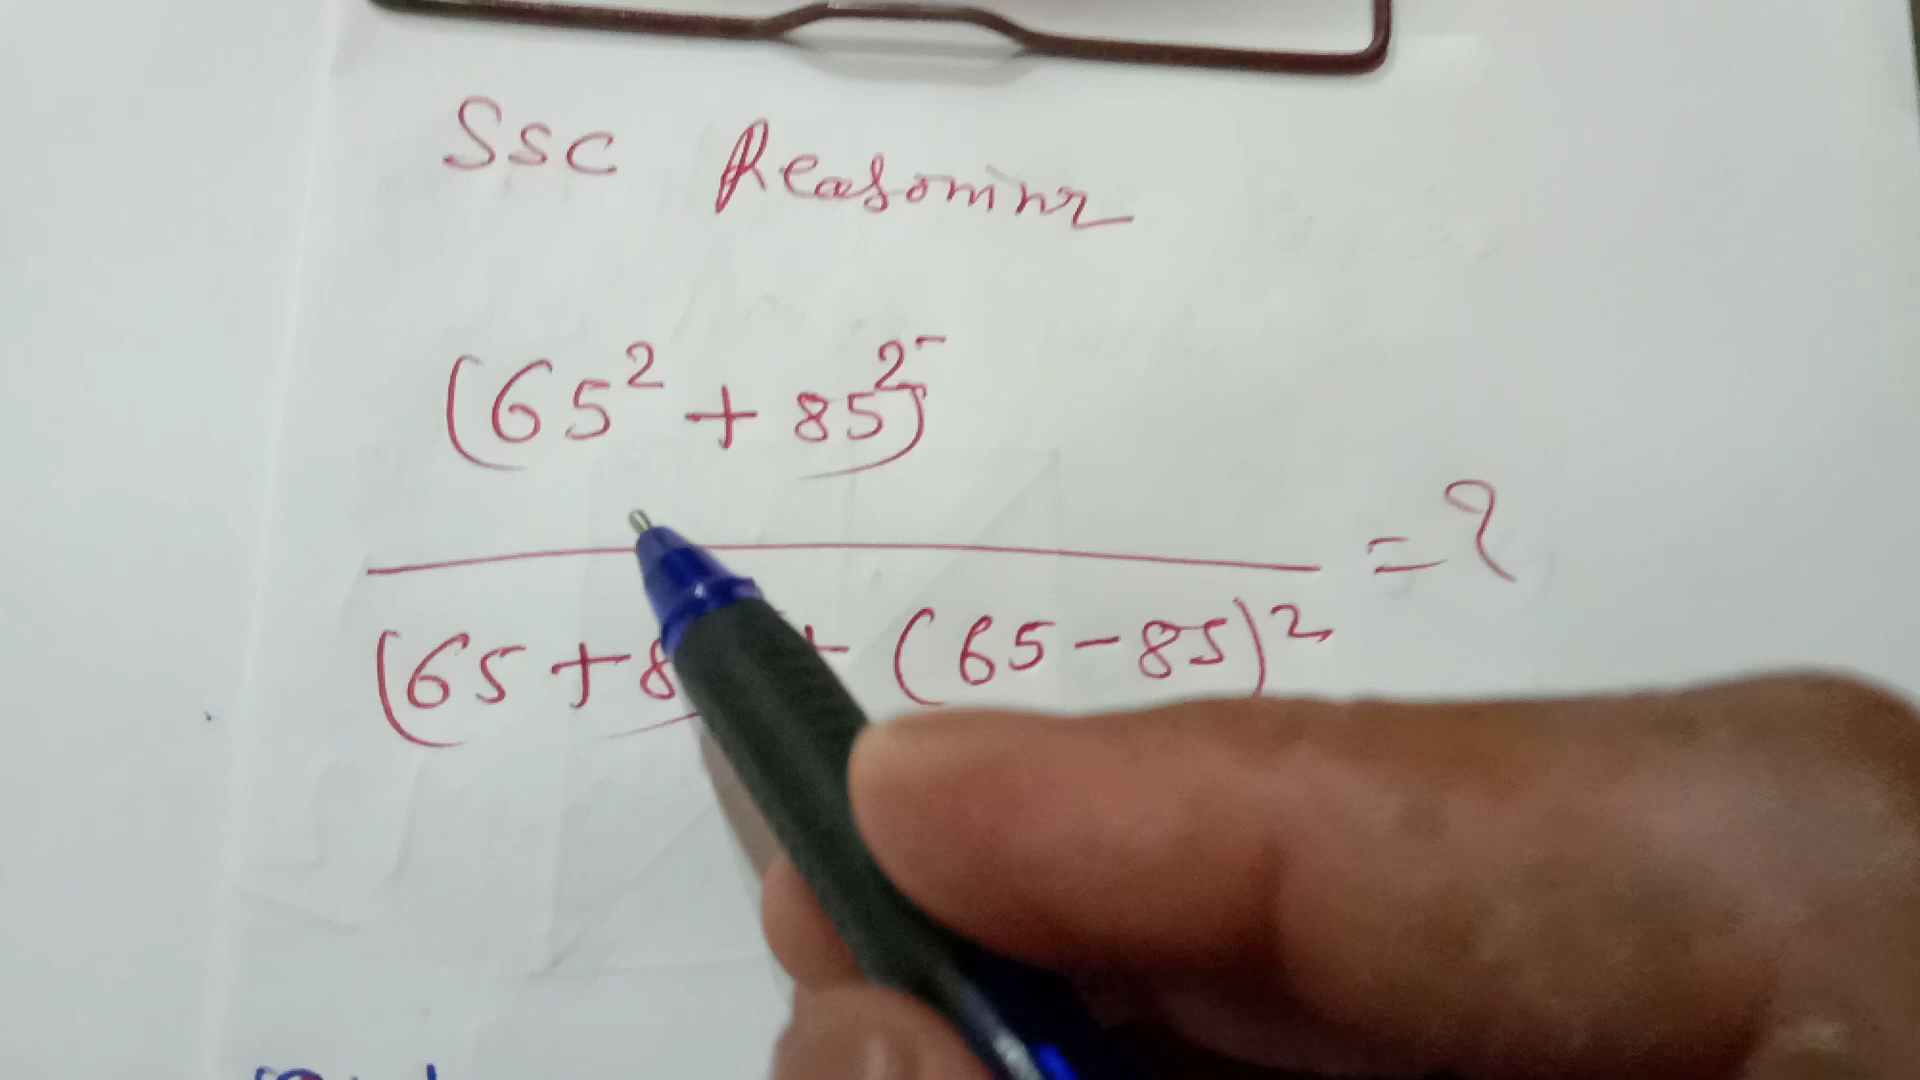 SSC Reasoning
(65² + 85²)
= ?
(65 + 8 + (65 - 85)²